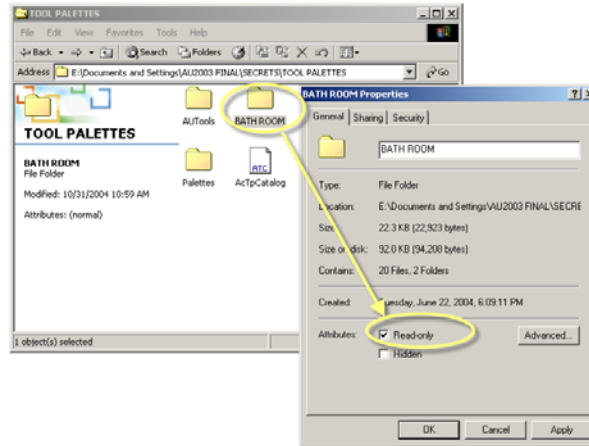 TOOL PALETTES
File Edit View Favorites Tools Help
Back Search Folders
Address E:\Documents and Settings\AU2003 FINAL\SECRETS\TOOL PALETTES Go
TOOL PALETTES
BATH ROOM
File Folder
Modified: 10/31/2004 10:59 AM
Attributes: (normal)
AUTools
BATH ROOM
Palettes
ATC
AcTpCatalog
1 object(s) selected
BATH ROOM Properties
General Sharing Security
BATH ROOM
Type: File Folder
Location: E:\Documents and Settings\AU2003 FINAL\SECRE
Size: 22.3 KB (22,923 bytes)
Size on disk: 92.0 KB (94,208 bytes)
Contains: 20 Files, 2 Folders
Created: Tuesday, June 22, 2004, 6:09:11 PM
Attributes: Read-only Advanced...
Hidden
OK Cancel Apply